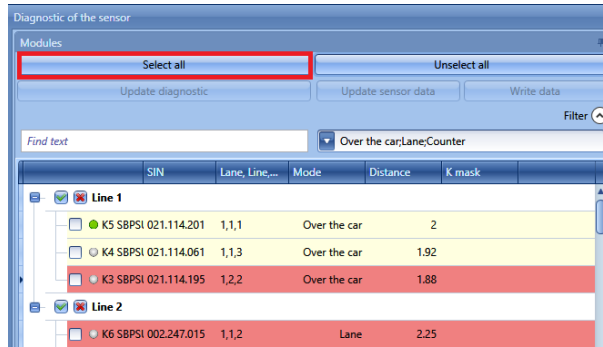 Diagnostic of the sensor
Modules
Select all Unselect all
Update diagnostic Update sensor data Write data
Filter
Find text Over the car;Lane;Counter
SIN Lane, Line,... Mode Distance K mask
Line 1
K5 SBPSI 021.114.201 1,1,1 Over the car 2
K4 SBPSI 021.114.061 1,1,3 Over the car 1.92
K3 SBPSI 021.114.195 1,2,2 Over the car 1.88
Line 2
K6 SBPSI 002.247.015 1,1,2 Lane 2.25